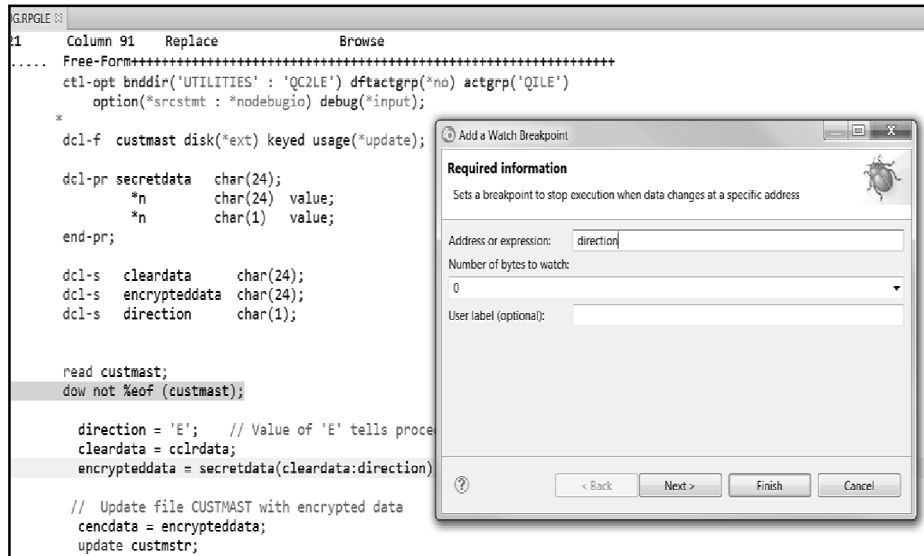 G.RPGLE
21 Column 91 Replace Browse
..... Free-Form++++++++++++++++++++++++++++++++++++++++++++++++++++++++++++++++
ctl-opt bnddir('UTILITIES' : 'QC2LE') dftactgrp(*no) actgrp('QILE')
option(*srcstmt : *nodebugio) debug(*input);
*
dcl-f custmast disk(*ext) keyed usage(*update);
dcl-pr secretdata char(24);
*n char(24) value;
*n char(1) value;
end-pr;
dcl-s cleardata char(24);
dcl-s encrypteddata char(24);
dcl-s direction char(1);
read custmast;
dow not %eof (custmast);
direction = 'E'; // Value of 'E' tells proce
cleardata = cclrdata;
encrypteddata = secretdata(cleardata:direction)
// Update file CUSTMAST with encrypted data
cencdata = encrypteddata;
update custmstr;
Add a Watch Breakpoint
Required information
Sets a breakpoint to stop execution when data changes at a specific address
Address or expression: direction
Number of bytes to watch:
0
User label (optional):
? < Back Next > Finish Cancel